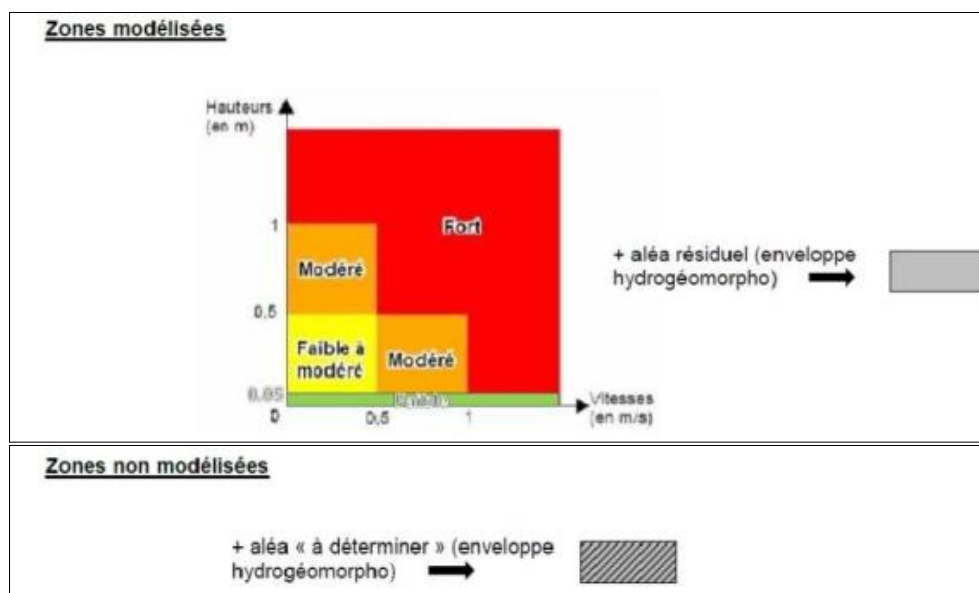 Zones modélisées
Hauteurs
(en m)
1
Fort
Modéré
+ aléa résiduel (enveloppe
hydrogéomorpho)
0,5
Faible à
modéré
Modéré
0.05
0
0,5
1
Vitesses
(en m/s)
Zones non modélisées
+ aléa « à déterminer » (enveloppe
hydrogéomorpho)